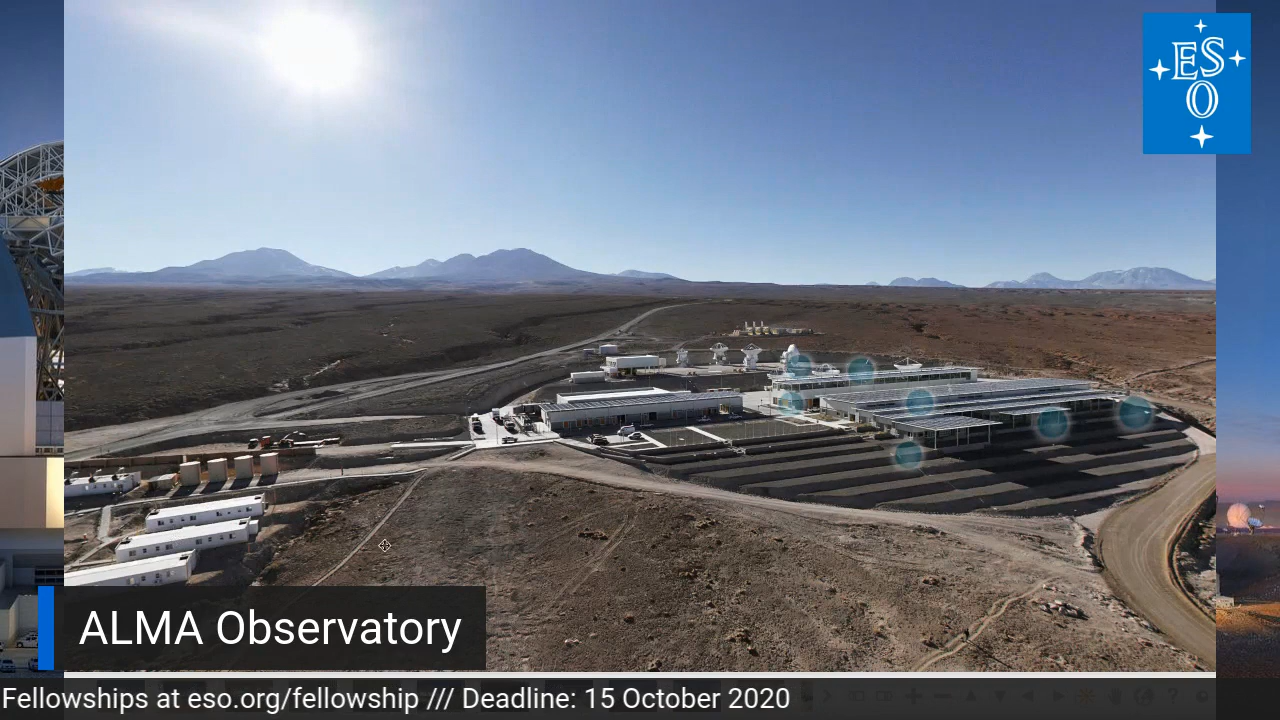 ESO
ALMA Observatory
Fellowships at eso.org/fellowship /// Deadline: 15 October 2020